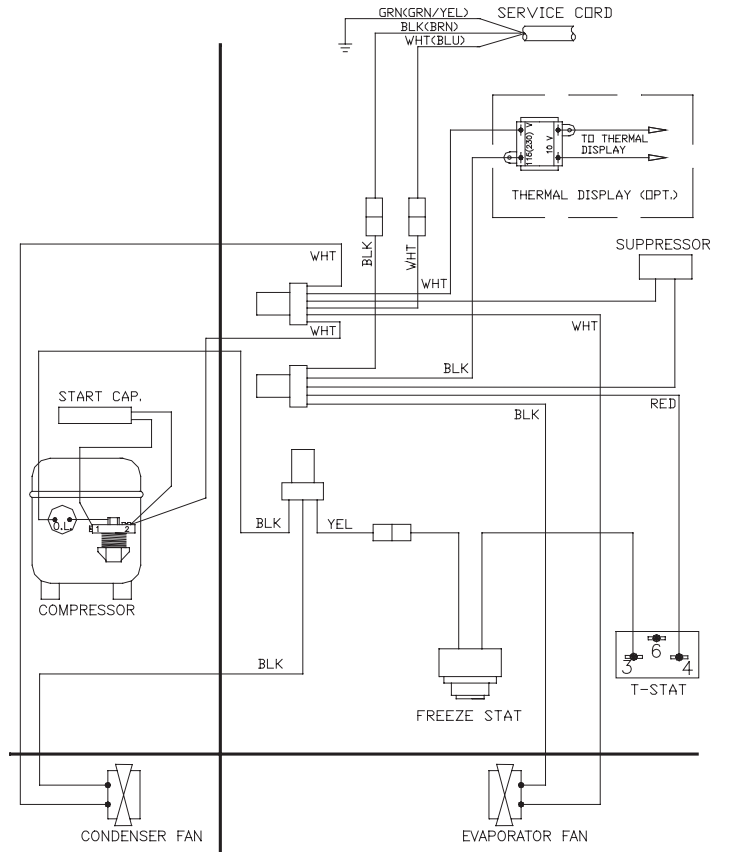 GRN(GRN/YEL)
SERVICE CORD
BLK(BRN)
WHT(BLU)
115(230) V
10 V
TO THERMAL
DISPLAY
THERMAL DISPLAY (OPT.)
SUPPRESSOR
WHT
BLK
WHT
WHT
WHT
WHT
BLK
START CAP.
RED
BLK
O.L.
1
2
BLK
YEL
COMPRESSOR
3
6
4
T-STAT
BLK
FREEZE STAT
CONDENSER FAN
EVAPORATOR FAN